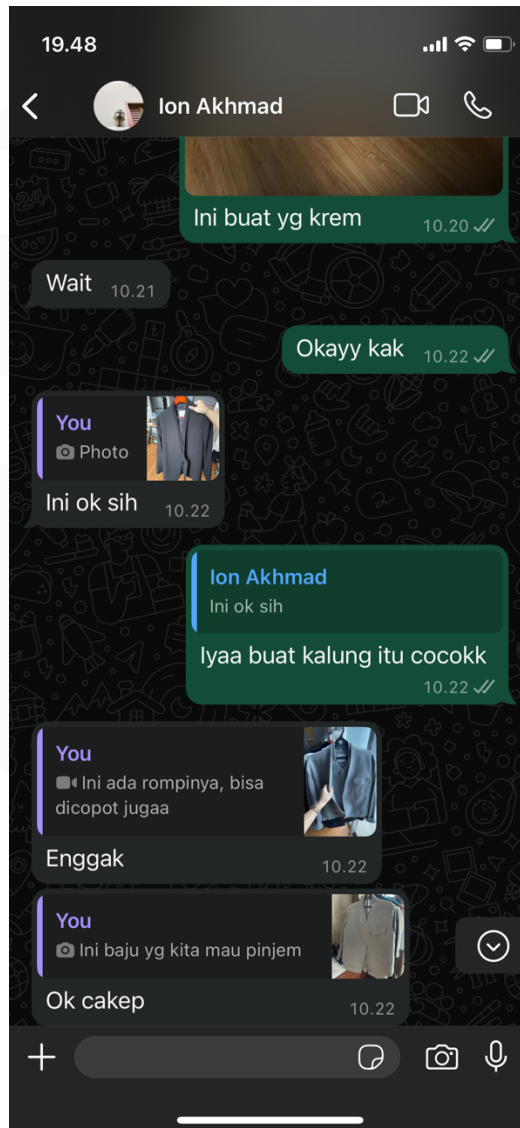 19.48
Ion Akhmad
Ini buat yg krem
10.20
Wait
10.21
Okayy kak
10.22
You
Photo
Ini ok sih
10.22
Ion Akhmad
Ini ok sih
Iyaa buat kalung itu cocokk
10.22
You
Ini ada rompinya, bisa
dicopot jugaa
Enggak
10.22
You
Ini baju yg kita mau pinjem
Ok cakep
10.22